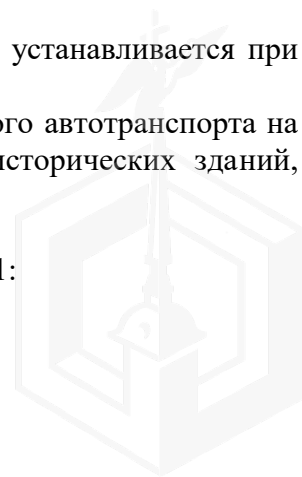 устанавливается при
ого автотранспорта на
исторических зданий,
1: